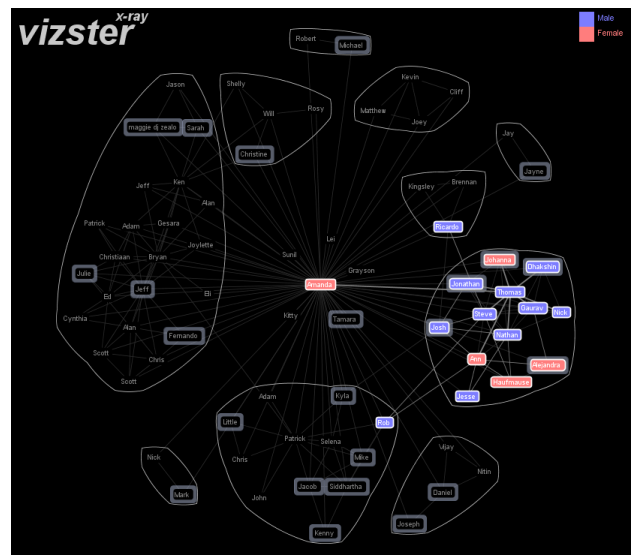 x-ray
vizster
Male
Female
Robert
Michael
Kevin
Cliff
Matthew
Joey
Jason
Shelly
Rosy
Will
maggie dj zealo
Sarah
Christine
Jay
Jayne
Jeff
Ken
Alan
Kingsley
Brennan
Ricardo
Patrick
Adam
Gesara
Joylette
Christiaan
Bryan
Lei
Sunil
Grayson
Julie
Jeff
Ed
Eli
Amanda
Johanna
Dhakshin
Jonathan
Thomas
Gaurav
Nick
Steve
Josh
Nathan
Ann
Alejandra
Haufmause
Jesse
Cynthia
Alan
Fernando
Kitty
Tamara
Scott
Chris
Scott
Adam
Kyla
Little
Rob
Patrick
Selena
Chris
Mike
Jacob
Siddhartha
John
Kenny
Nick
Mark
Vijay
Nitin
Daniel
Joseph